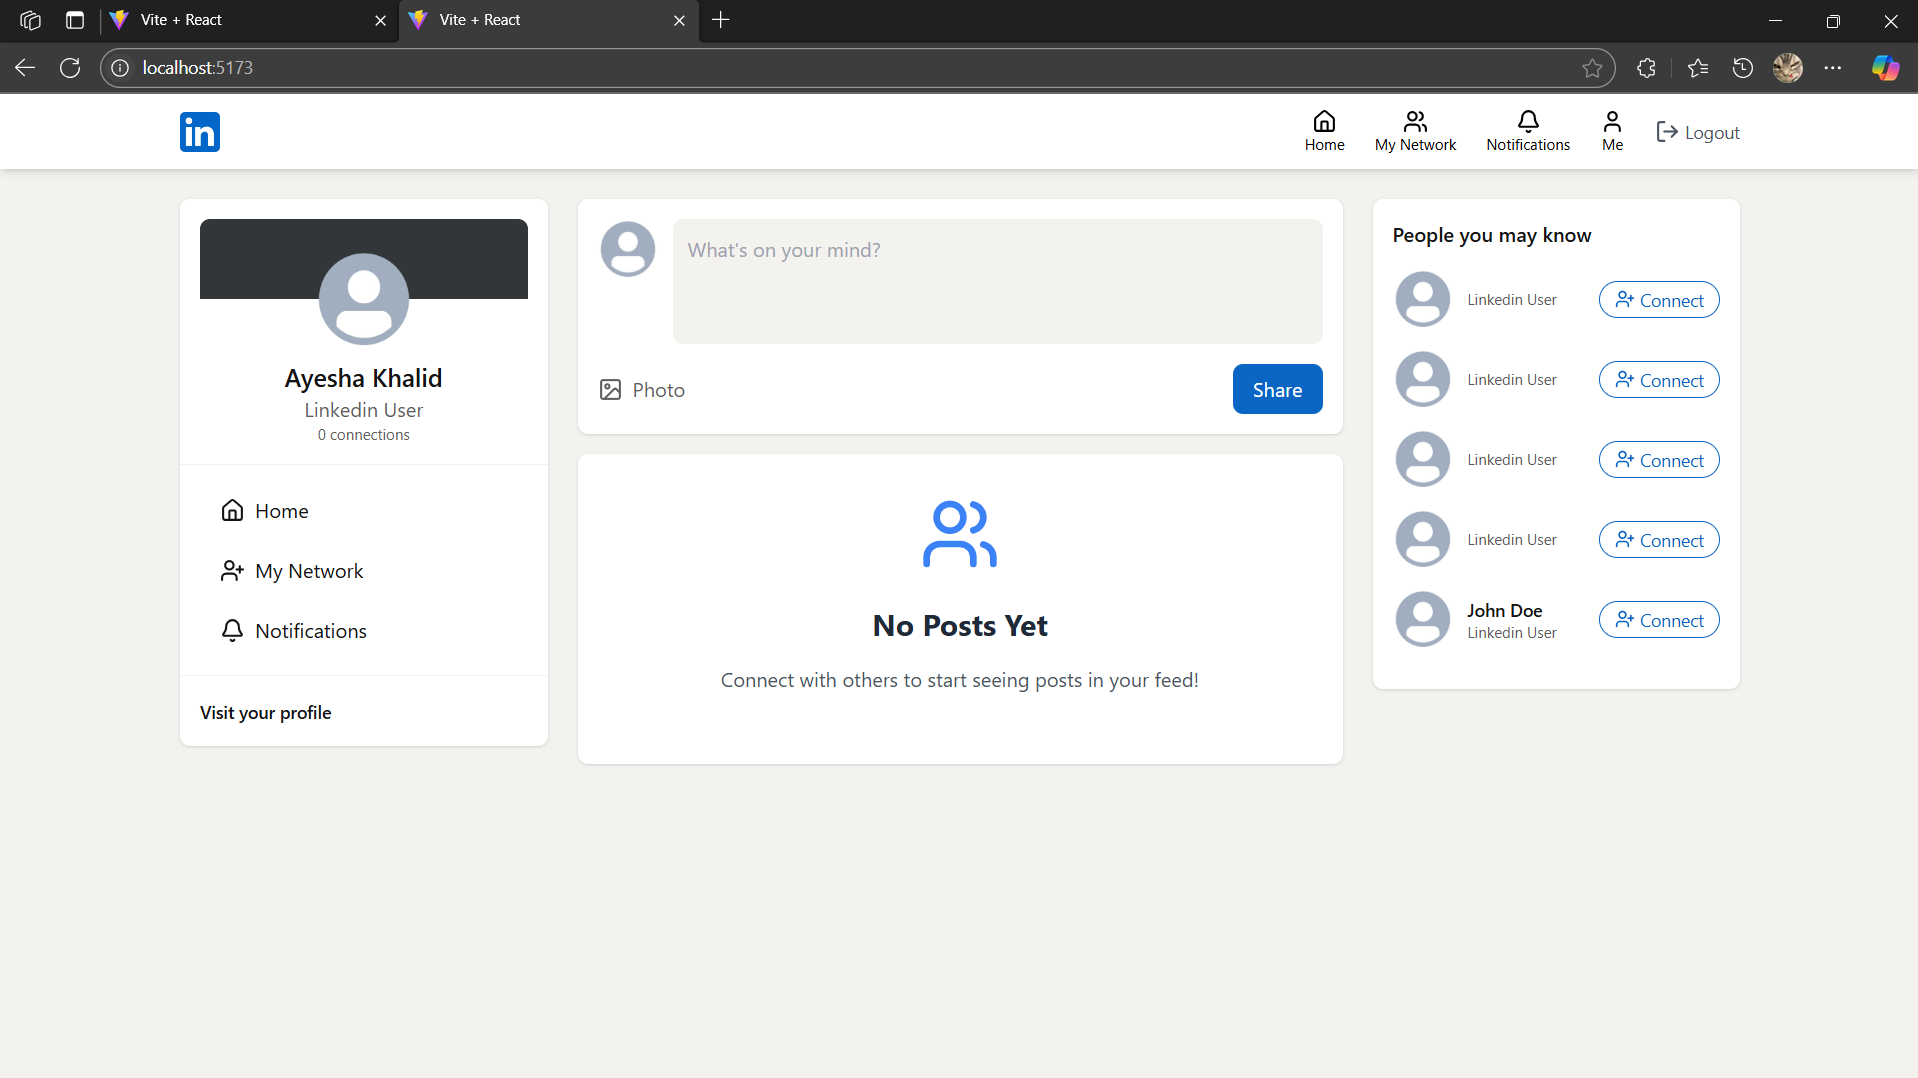 Vite + React
Vite + React
localhost:5173
in
Home
My Network
Notifications
Me
Logout
Ayesha Khalid
Linkedin User
0 connections
Home
My Network
Notifications
Visit your profile
What's on your mind?
Photo
Share
No Posts Yet
Connect with others to start seeing posts in your feed!
People you may know
Linkedin User
Connect
Linkedin User
Connect
Linkedin User
Connect
Linkedin User
Connect
John Doe
Linkedin User
Connect